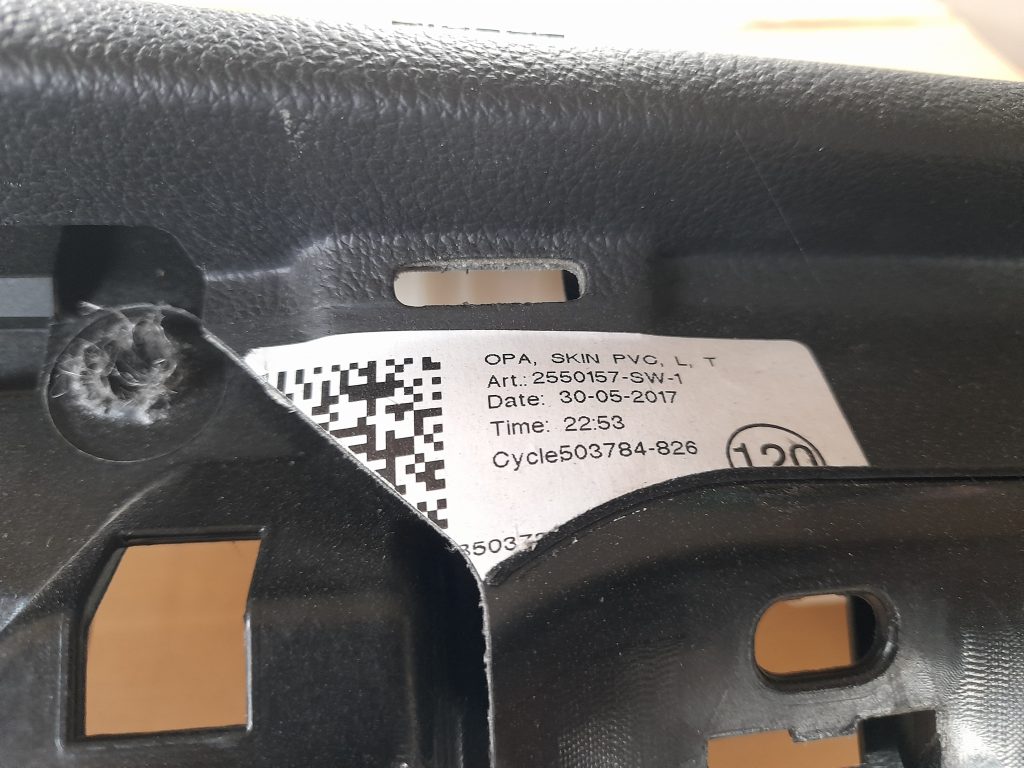 OPA, SKIN PVC, L, T
Art.: 2550157-SW-1
Date: 30-05-2017
Time: 22:53
Cycle503784-826
120